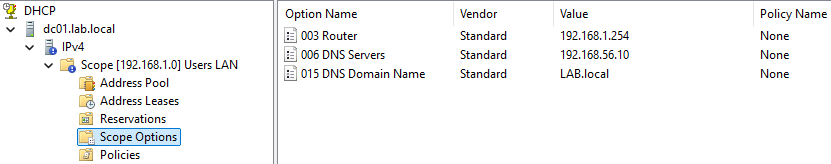 DHCP
dc01.lab.local
IPv4
Scope [192.168.1.0] Users LAN
Address Pool
Address Leases
Reservations
Scope Options
Policies
Option Name Vendor Value Policy Name
003 Router Standard 192.168.1.254 None
006 DNS Servers Standard 192.168.56.10 None
015 DNS Domain Name Standard LAB.local None